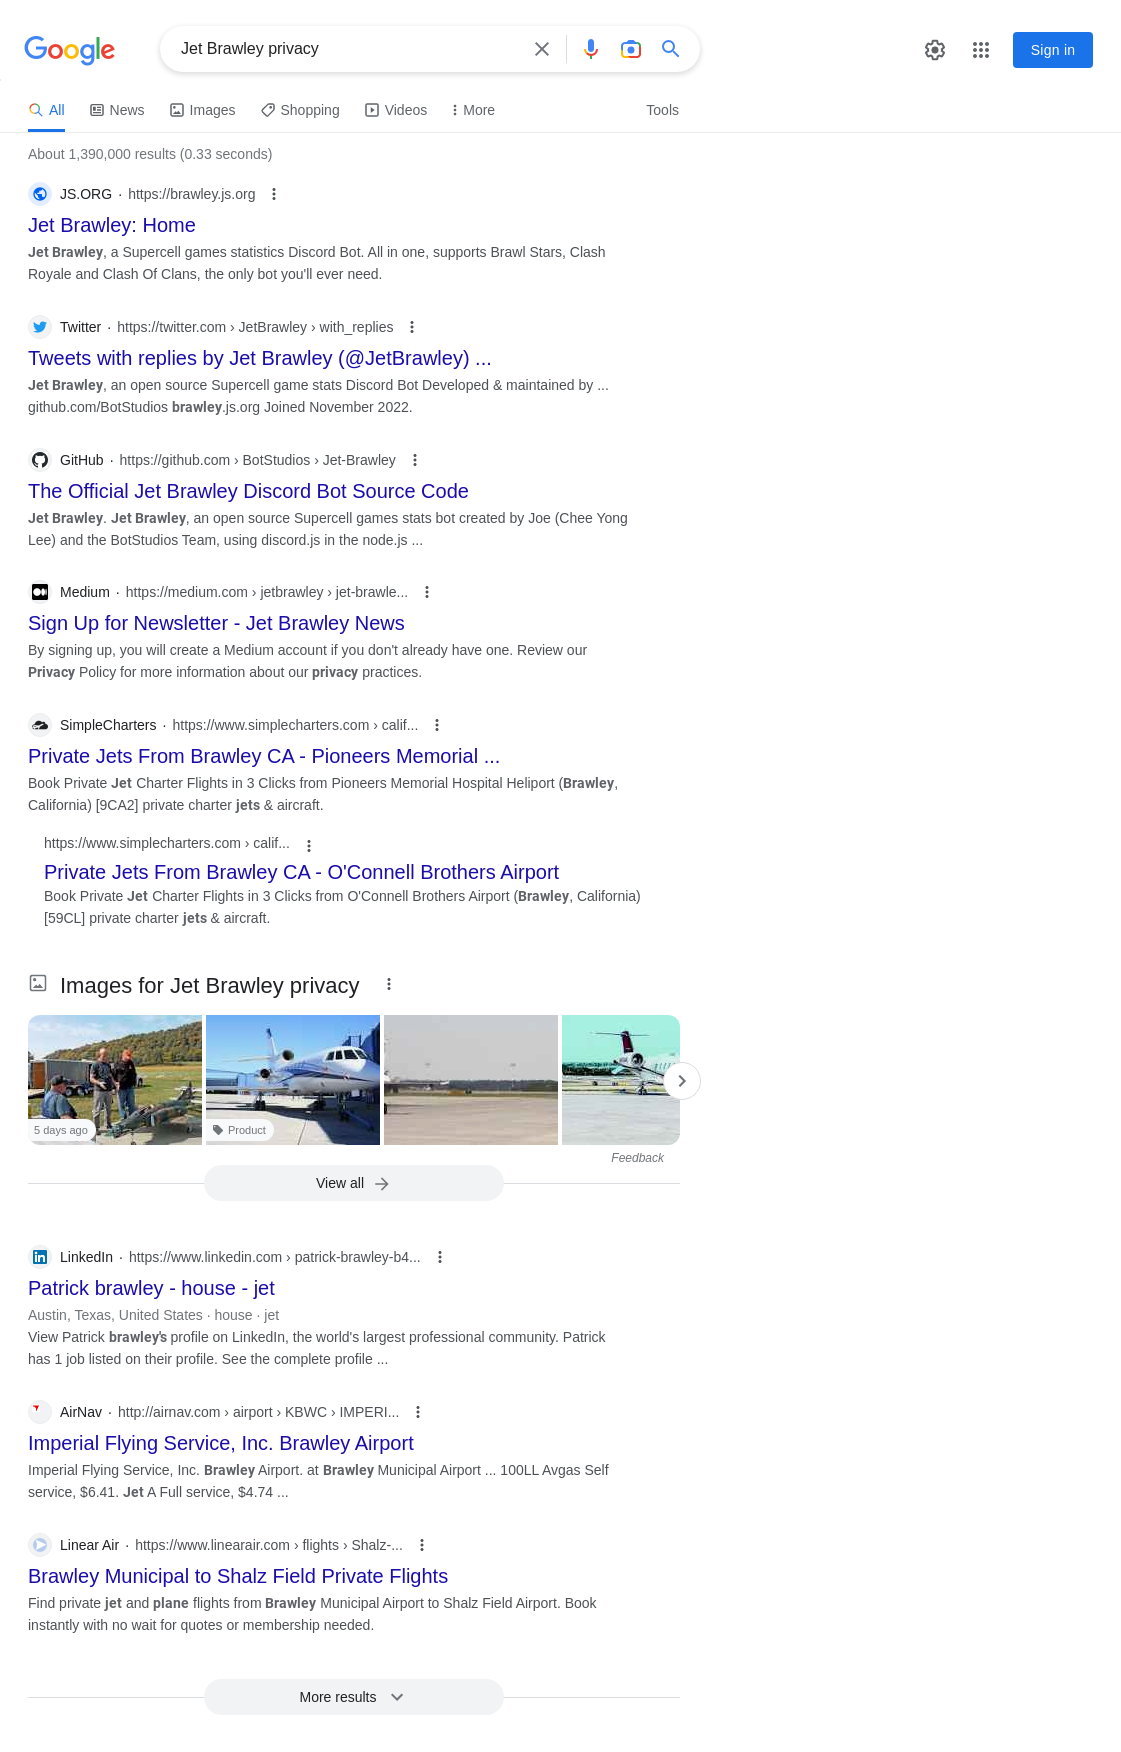 Google
Jet Brawley privacy
Sign in
All
News
Images
Shopping
Videos
More
Tools
About 1,390,000 results (0.33 seconds)
JS.ORG · https://brawley.js.org
Jet Brawley: Home
Jet Brawley, a Supercell games statistics Discord Bot. All in one, supports Brawl Stars, Clash
Royale and Clash Of Clans, the only bot you'll ever need.
Twitter · https://twitter.com › JetBrawley › with_replies
Tweets with replies by Jet Brawley (@JetBrawley) ...
Jet Brawley, an open source Supercell game stats Discord Bot Developed & maintained by ...
github.com/BotStudios brawley.js.org Joined November 2022.
GitHub · https://github.com › BotStudios › Jet-Brawley
The Official Jet Brawley Discord Bot Source Code
Jet Brawley. Jet Brawley, an open source Supercell games stats bot created by Joe (Chee Yong
Lee) and the BotStudios Team, using discord.js in the node.js ...
Medium · https://medium.com › jetbrawley › jet-brawle...
Sign Up for Newsletter - Jet Brawley News
By signing up, you will create a Medium account if you don't already have one. Review our
Privacy Policy for more information about our privacy practices.
SimpleCharters · https://www.simplecharters.com › calif...
Private Jets From Brawley CA - Pioneers Memorial ...
Book Private Jet Charter Flights in 3 Clicks from Pioneers Memorial Hospital Heliport (Brawley,
California) [9CA2] private charter jets & aircraft.
https://www.simplecharters.com › calif...
Private Jets From Brawley CA - O'Connell Brothers Airport
Book Private Jet Charter Flights in 3 Clicks from O'Connell Brothers Airport (Brawley, California)
[59CL] private charter jets & aircraft.
Images for Jet Brawley privacy
5 days ago
Product
Feedback
View all
LinkedIn · https://www.linkedin.com › patrick-brawley-b4...
Patrick brawley - house - jet
Austin, Texas, United States · house · jet
View Patrick brawley's profile on LinkedIn, the world's largest professional community. Patrick
has 1 job listed on their profile. See the complete profile ...
AirNav · http://airnav.com › airport › KBWC › IMPERI...
Imperial Flying Service, Inc. Brawley Airport
Imperial Flying Service, Inc. Brawley Airport. at Brawley Municipal Airport ... 100LL Avgas Self
service, $6.41. Jet A Full service, $4.74 ...
Linear Air · https://www.linearair.com › flights › Shalz-...
Brawley Municipal to Shalz Field Private Flights
Find private jet and plane flights from Brawley Municipal Airport to Shalz Field Airport. Book
instantly with no wait for quotes or membership needed.
More results